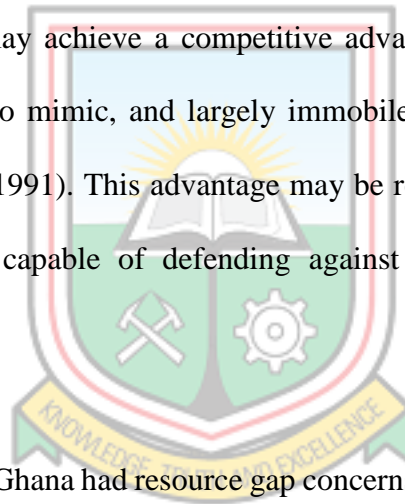 may achieve a competitive adva
o mimic, and largely immobile
1991). This advantage may be r
capable of defending against
KNOWLEDGE, TRUTH AND EXCELLENCE
Ghana had resource gap concern